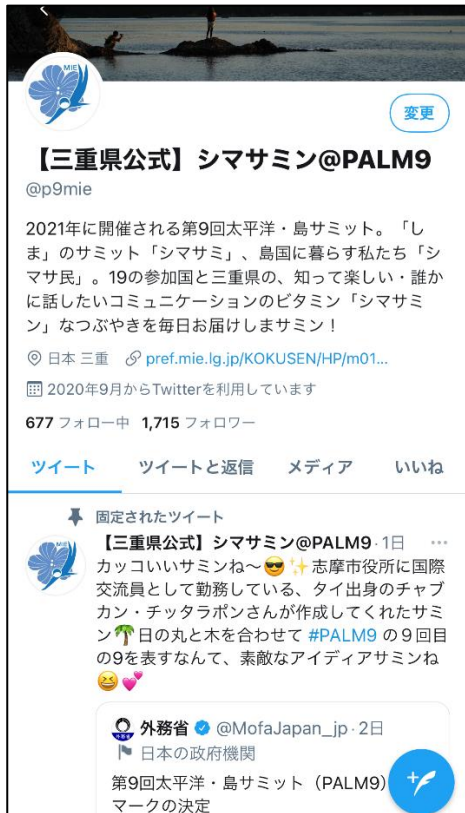 MIE
変更
【三重県公式】シマサミン@PALM9
@p9mie
2021年に開催される第9回太平洋・島サミット。「し
ま」のサミット「シマサミ」、島国に暮らす私たち「シ
マサ民」。19の参加国と三重県の、知って楽しい・誰か
に話したいコミュニケーションのビタミン「シマサミ
ン」なつぶやきを毎日お届けしまサミン！
日本 三重 pref.mie.lg.jp/KOKUSEN/HP/m01...
2020年9月からTwitterを利用しています
677 フォロー中 1,715 フォロワー
ツイート ツイートと返信 メディア いいね
固定されたツイート
【三重県公式】シマサミン@PALM9·1日 …
カッコいいサミンね〜😎✨志摩市役所に国際
交流員として勤務している、タイ出身のチャブ
カン・チッタラポンさんが作成してくれたサミ
ン🌴日の丸と木を合わせて #PALM9 の９回目
の9を表すなんて、素敵なアイディアサミンね
😆💕
外務省 @MofaJapan_jp·2日
日本の政府機関
第9回太平洋・島サミット（PALM9）
マークの決定